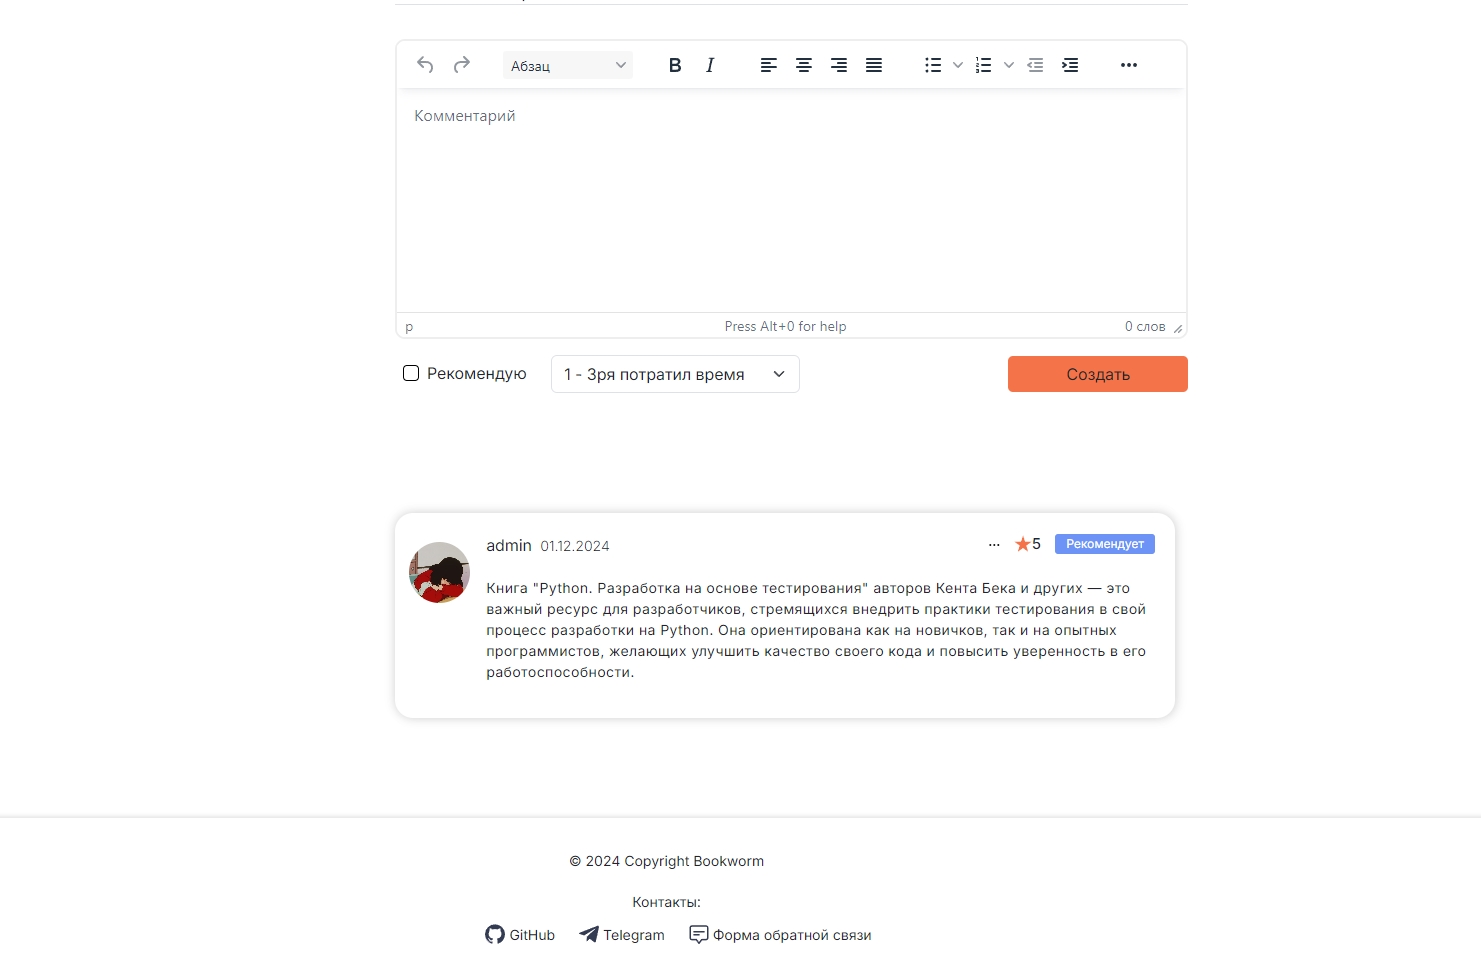 Абзац
Комментарий
p
Press Alt+0 for help
0 слов
Рекомендую
1 - Зря потратил время
Создать
admin 01.12.2024
5
Рекомендует
Книга "Python. Разработка на основе тестирования" авторов Кента Бека и других — это
важный ресурс для разработчиков, стремящихся внедрить практики тестирования в свой
процесс разработки на Python. Она ориентирована как на новичков, так и на опытных
программистов, желающих улучшить качество своего кода и повысить уверенность в его
работоспособности.
© 2024 Copyright Bookworm
Контакты:
GitHub Telegram Форма обратной связи